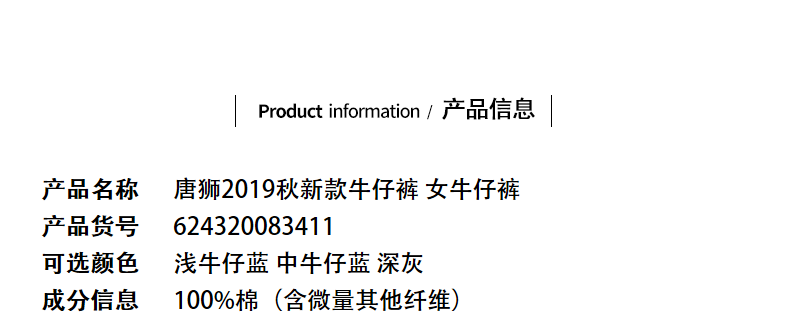 Product information / 产品信息
产品名称 唐狮2019秋新款牛仔裤 女牛仔裤
产品货号 624320083411
可选颜色 浅牛仔蓝 中牛仔蓝 深灰
成分信息 100%棉（含微量其他纤维）